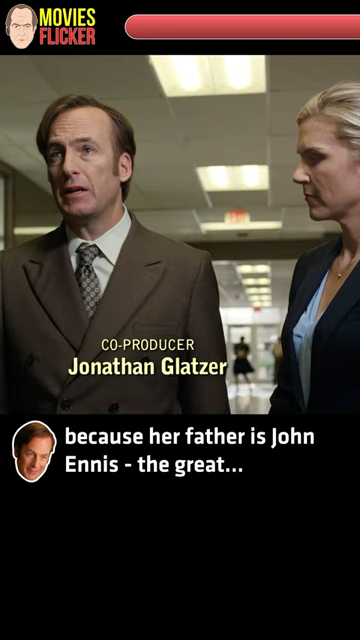 MOVIES
FLICKER
CO-PRODUCER
Jonathan Glatzer
because her father is John
Ennis - the great...